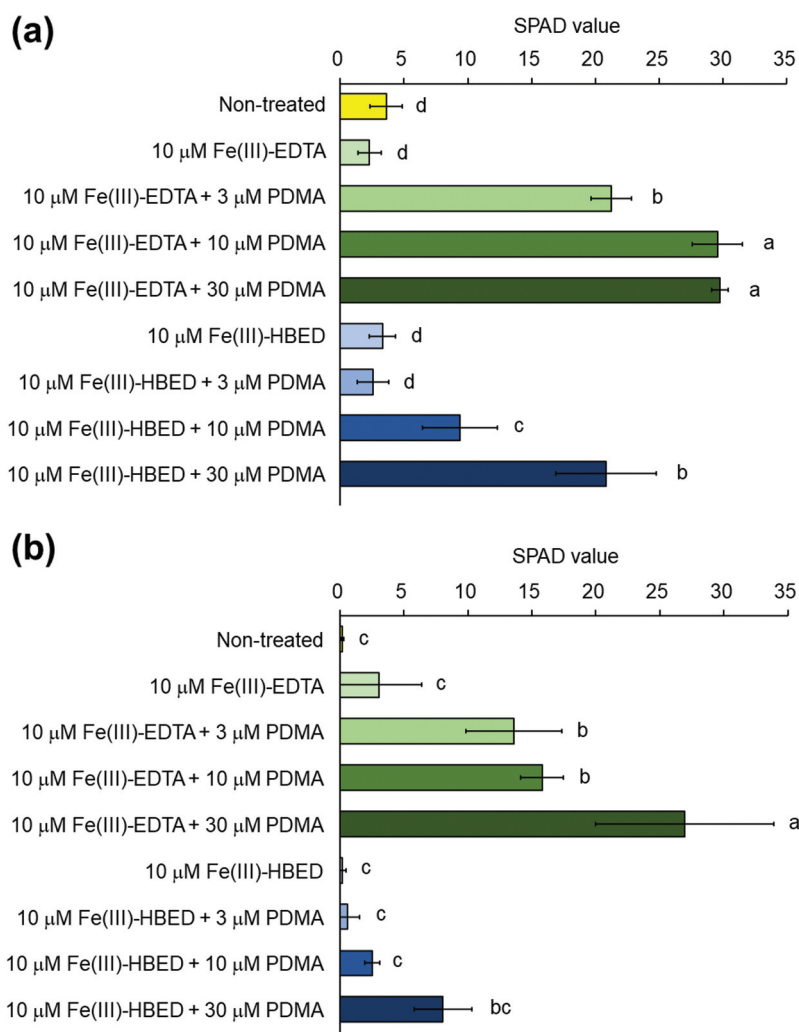 (a)
SPAD value
0 5 10 15 20 25 30 35
Non-treated
d
10 μM Fe(III)-EDTA
d
10 μM Fe(III)-EDTA + 3 μM PDMA
b
10 μM Fe(III)-EDTA + 10 μM PDMA
a
10 μM Fe(III)-EDTA + 30 μM PDMA
a
10 μM Fe(III)-HBED
d
10 μM Fe(III)-HBED + 3 μM PDMA
d
10 μM Fe(III)-HBED + 10 μM PDMA
c
10 μM Fe(III)-HBED + 30 μM PDMA
b
(b)
SPAD value
0 5 10 15 20 25 30 35
Non-treated
c
10 μM Fe(III)-EDTA
c
10 μM Fe(III)-EDTA + 3 μM PDMA
b
10 μM Fe(III)-EDTA + 10 μM PDMA
b
10 μM Fe(III)-EDTA + 30 μM PDMA
a
10 μM Fe(III)-HBED
c
10 μM Fe(III)-HBED + 3 μM PDMA
c
10 μM Fe(III)-HBED + 10 μM PDMA
c
10 μM Fe(III)-HBED + 30 μM PDMA
bc